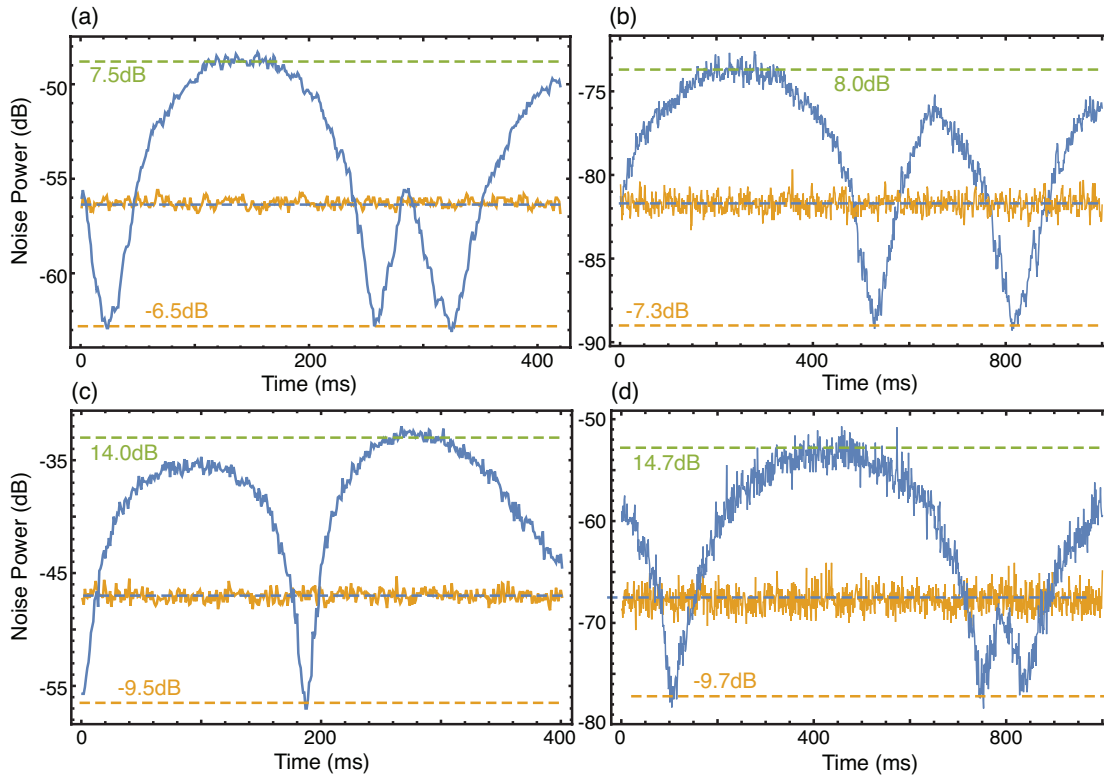 (a)
7.5dB
-50
-55
-60
-6.5dB
0
200
400
Time (ms)
Noise Power (dB)
(b)
8.0dB
-75
-80
-85
-7.3dB
-90
0
400
800
Time (ms)
(c)
14.0dB
-35
-45
-55
-9.5dB
0
200
400
Time (ms)
Noise Power (dB)
(d)
-50
14.7dB
-60
-70
-9.7dB
-80
0
400
800
Time (ms)